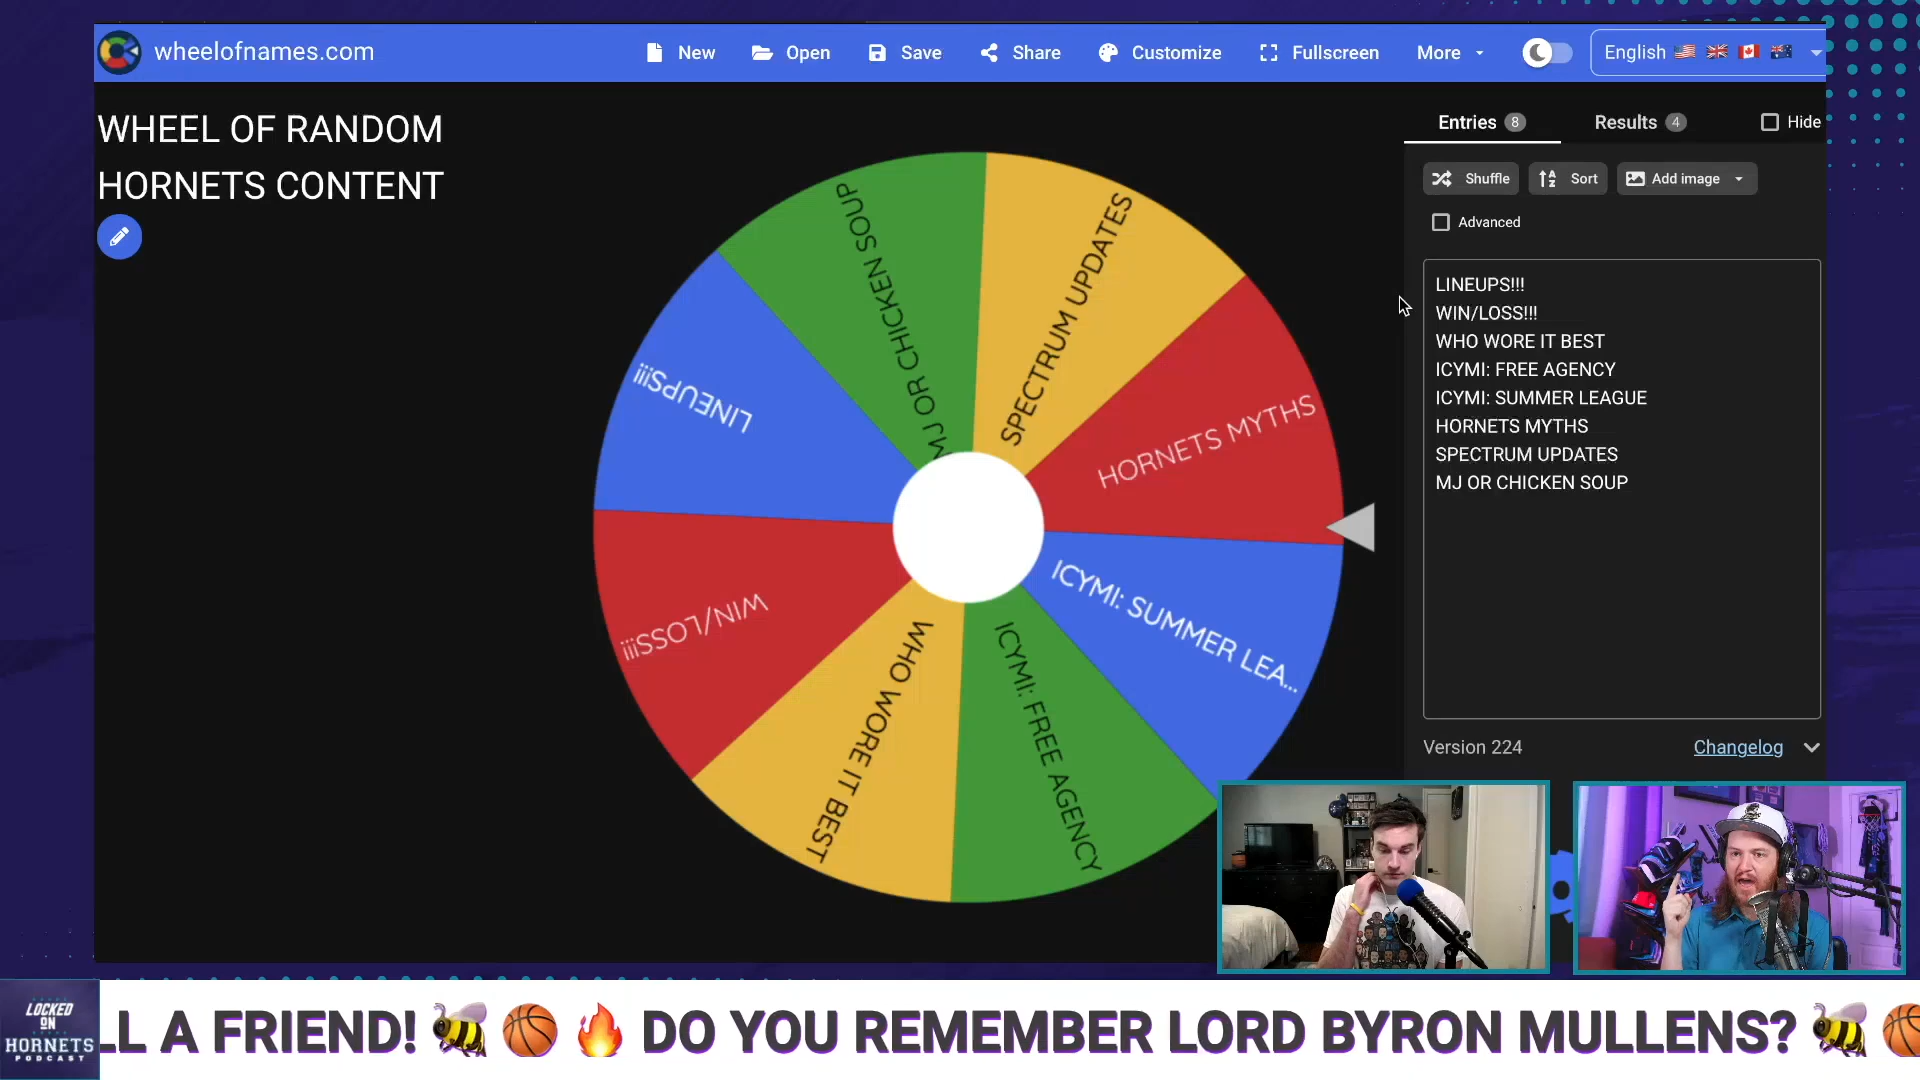 wheelofnames.com
New
Open
Save
Share
Customize
Fullscreen
More
English
WHEEL OF RANDOM
HORNETS CONTENT
Entries 8
Results 4
Hide
Shuffle
Sort
Add image
Advanced
LINEUPS!!!
WIN/LOSS!!!
WHO WORE IT BEST
ICYMI: FREE AGENCY
ICYMI: SUMMER LEAGUE
HORNETS MYTHS
SPECTRUM UPDATES
MJ OR CHICKEN SOUP
MJ OR CHICKEN SOUP
SPECTRUM UPDATES
HORNETS MYTHS
ICYMI: SUMMER LEA...
ICYMI: FREE AGENCY
WHO WORE IT BEST
WIN/LOSS!!!
LINEUPS!!!
Version 224
Changelog
LOCKED
ON
HORNETS
PODCAST
LL A FRIEND! 🐝 🏀 🔥 DO YOU REMEMBER LORD BYRON MULLENS? 🐝 🏀